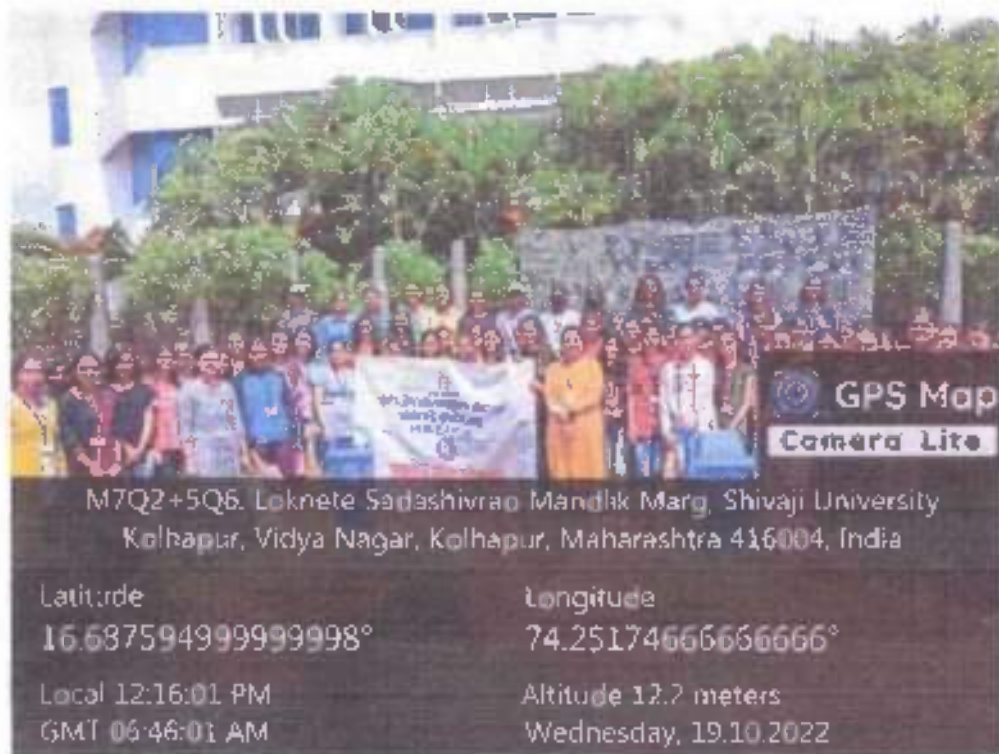 GPS Map
Camera Lite
M7Q2+5Q6, Loknete Sadashivrao Mandlik Marg, Shivaji University
Kolhapur, Vidya Nagar, Kolhapur, Maharashtra 416004, India
Latitude
Longitude
16.687594999999998°
74.25174666666666°
Local 12:16:01 PM
Altitude 12.2 meters
GMT 06:46:01 AM
Wednesday, 19.10.2022